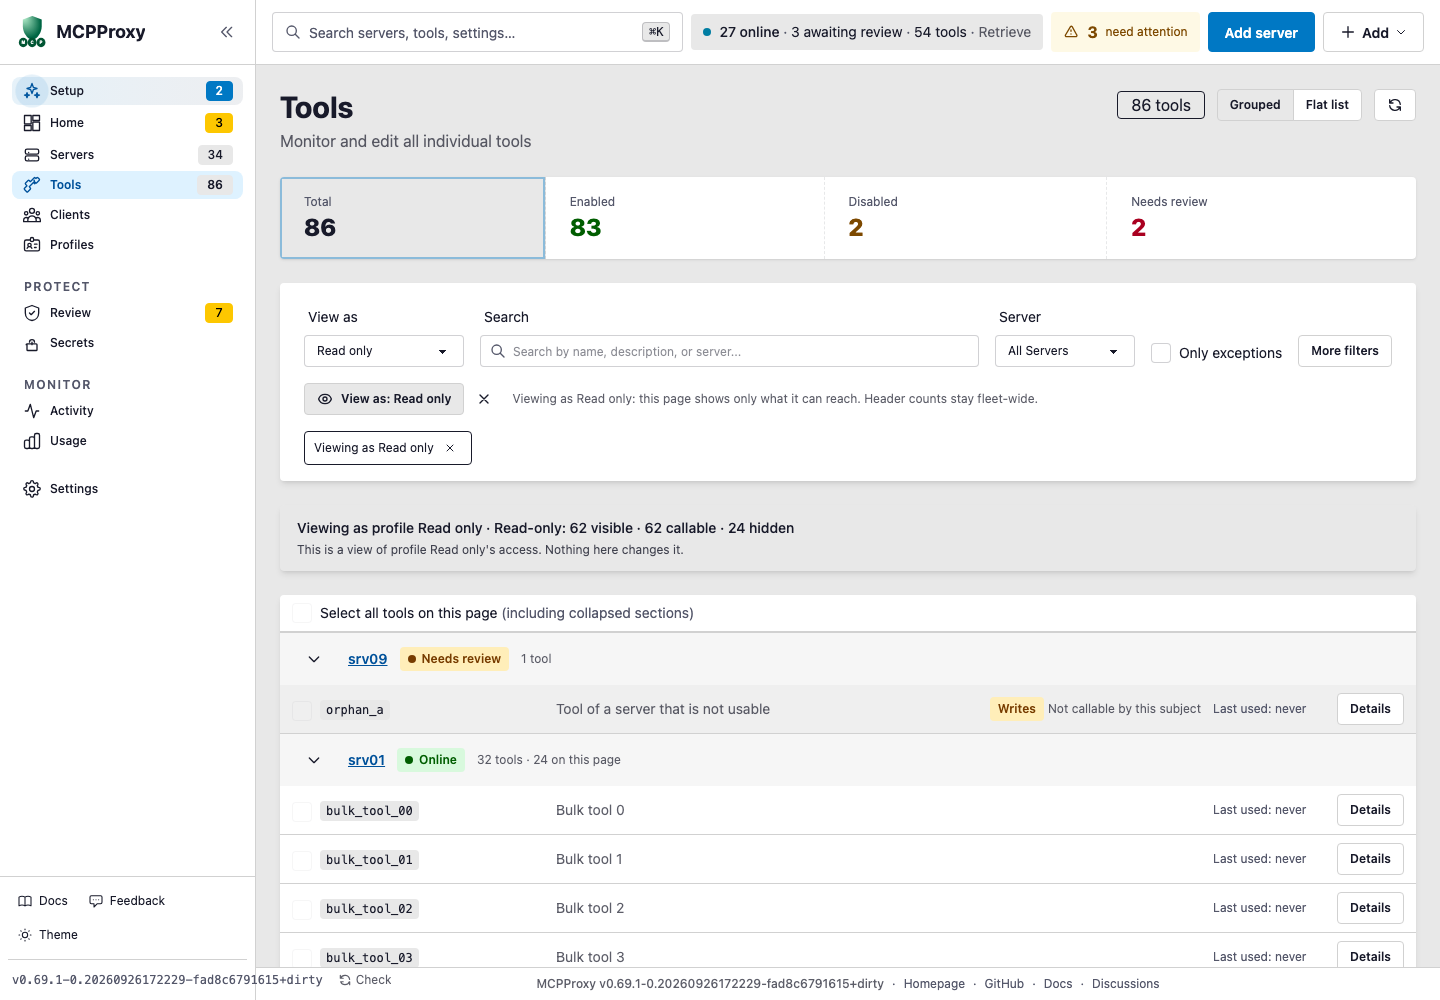 MCPProxy
Search servers, tools, settings... ⌘K
27 online · 3 awaiting review · 54 tools · Retrieve
3 need attention
Add server
Add
Setup 2
Home 3
Servers 34
Tools 86
Clients
Profiles
PROTECT
Review 7
Secrets
MONITOR
Activity
Usage
Settings
Docs
Feedback
Theme
v0.69.1-0.20260926172229-fad8c6791615+dirty
Check
Tools
Monitor and edit all individual tools
86 tools
Grouped
Flat list
Total
86
Enabled
83
Disabled
2
Needs review
2
View as
Read only
Search
Search by name, description, or server...
Server
All Servers
Only exceptions
More filters
View as: Read only
Viewing as Read only: this page shows only what it can reach. Header counts stay fleet-wide.
Viewing as Read only
Viewing as profile Read only · Read-only: 62 visible · 62 callable · 24 hidden
This is a view of profile Read only's access. Nothing here changes it.
Select all tools on this page (including collapsed sections)
srv09 Needs review 1 tool
orphan_a Tool of a server that is not usable Writes Not callable by this subject Last used: never Details
srv01 Online 32 tools · 24 on this page
bulk_tool_00 Bulk tool 0 Last used: never Details
bulk_tool_01 Bulk tool 1 Last used: never Details
bulk_tool_02 Bulk tool 2 Last used: never Details
bulk_tool_03 Bulk tool 3 Last used: never Details
MCPProxy v0.69.1-0.20260926172229-fad8c6791615+dirty · Homepage · GitHub · Docs · Discussions